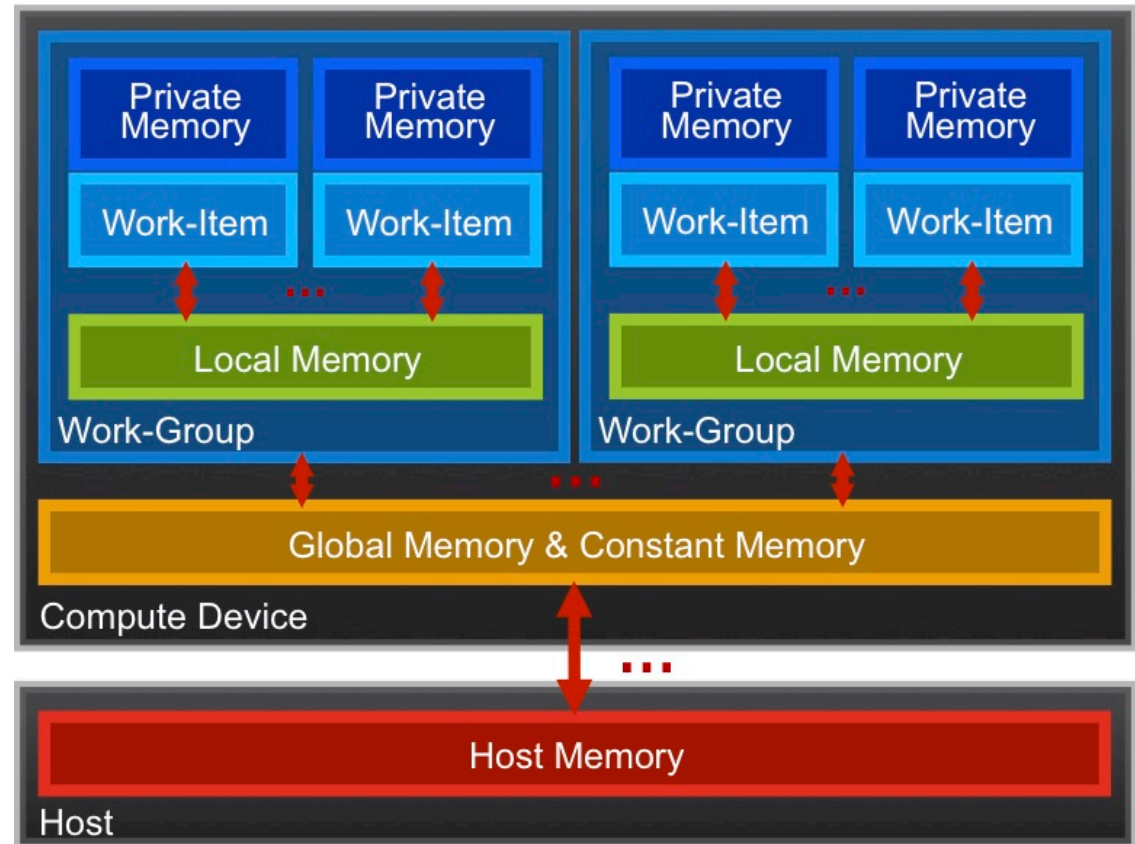 Private
Memory
Private
Memory
Private
Memory
Private
Memory
Work-Item
Work-Item
Work-Item
Work-Item
...
...
Local Memory
Local Memory
Work-Group
Work-Group
...
Global Memory & Constant Memory
Compute Device
...
Host Memory
Host